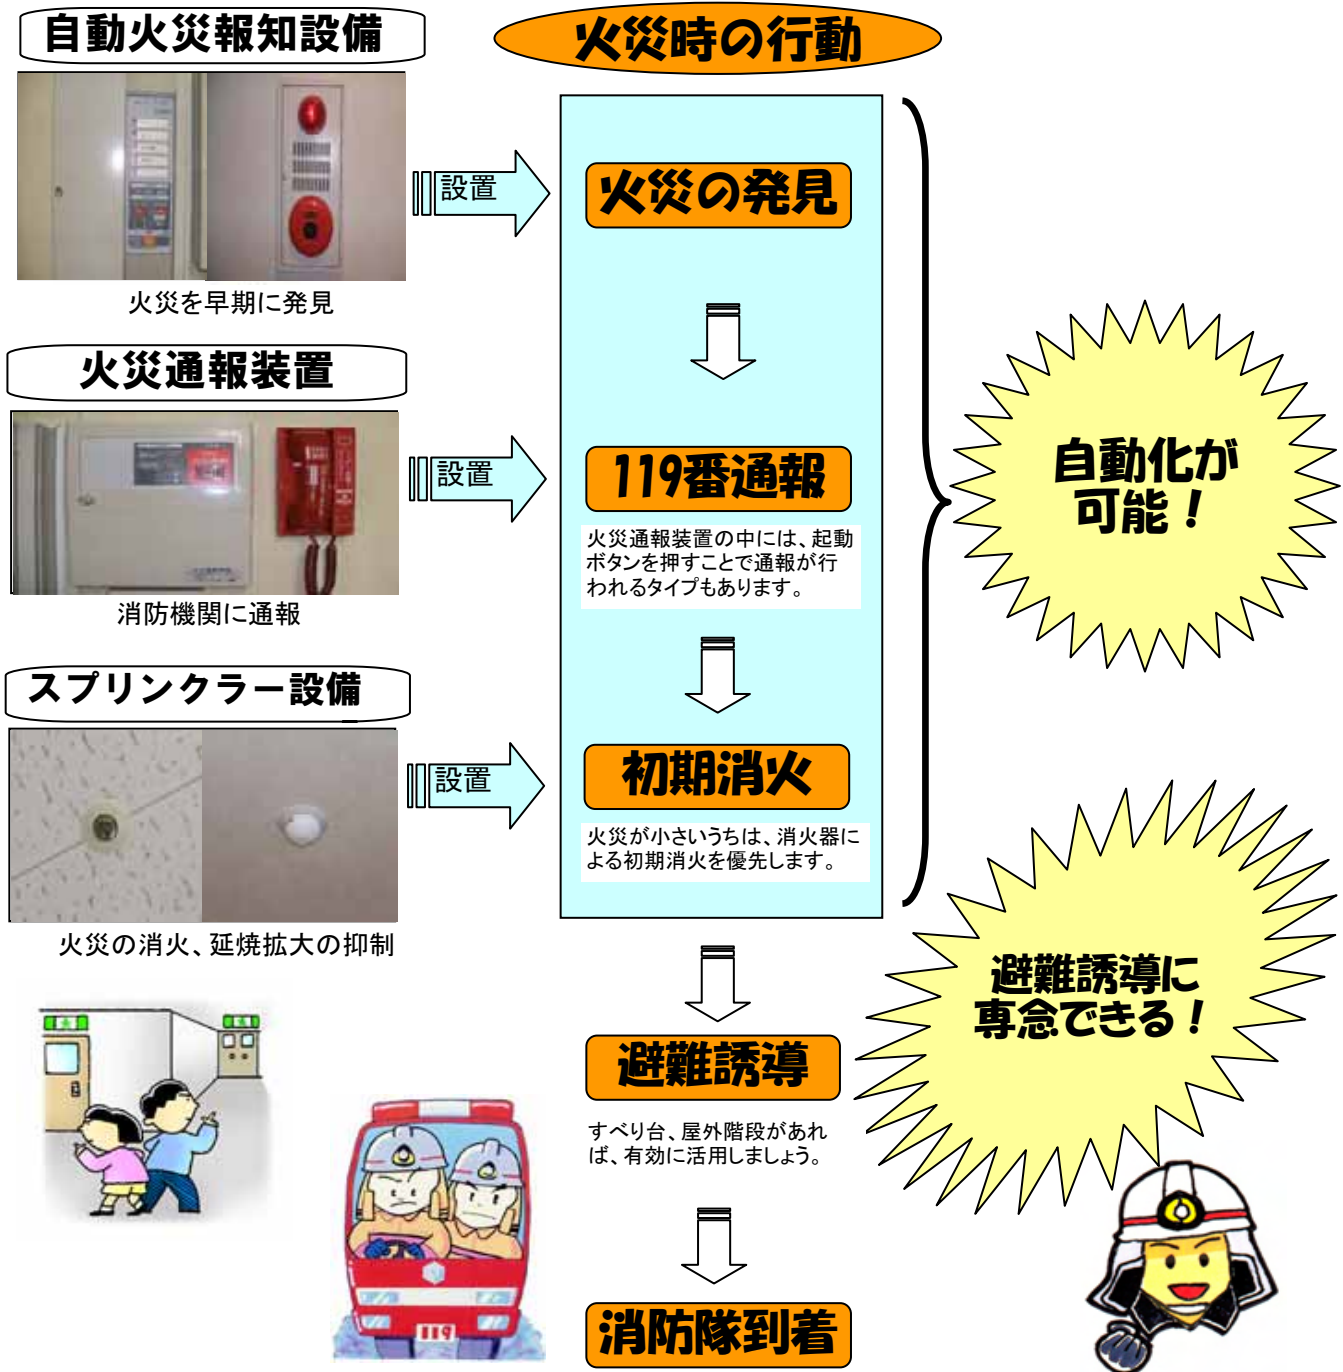 自動火災報知設備
火災を早期に発見
火災通報装置
消防機関に通報
スプリンクラー設備
火災の消火、延焼拡大の抑制
設置
設置
設置
火災時の行動
火災の発見
119番通報
火災通報装置の中には、起動
ボタンを押すことで通報が行
われるタイプもあります。
初期消火
火災が小さいうちは、消火器に
よる初期消火を優先します。
避難誘導
すべり台、屋外階段があれ
ば、有効に活用しましょう。
消防隊到着
自動化が
可能！
避難誘導に
専念できる！
119